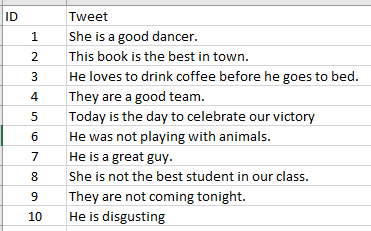 ID Tweet
1 She is a good dancer.
2 This book is the best in town.
3 He loves to drink coffee before he goes to bed.
4 They are a good team.
5 Today is the day to celebrate our victory
6 He was not playing with animals.
7 He is a great guy.
8 She is not the best student in our class.
9 They are not coming tonight.
10 He is disgusting